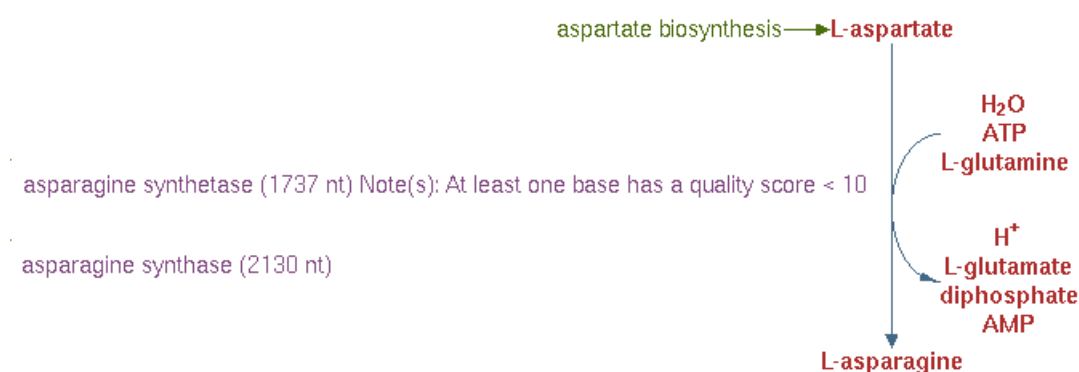 aspartate biosynthesis L-aspartate
H₂O
ATP
L-glutamine
asparagine synthetase (1737 nt) Note(s): At least one base has a quality score < 10
H⁺
L-glutamate
asparagine synthase (2130 nt)
diphosphate
AMP
L-asparagine